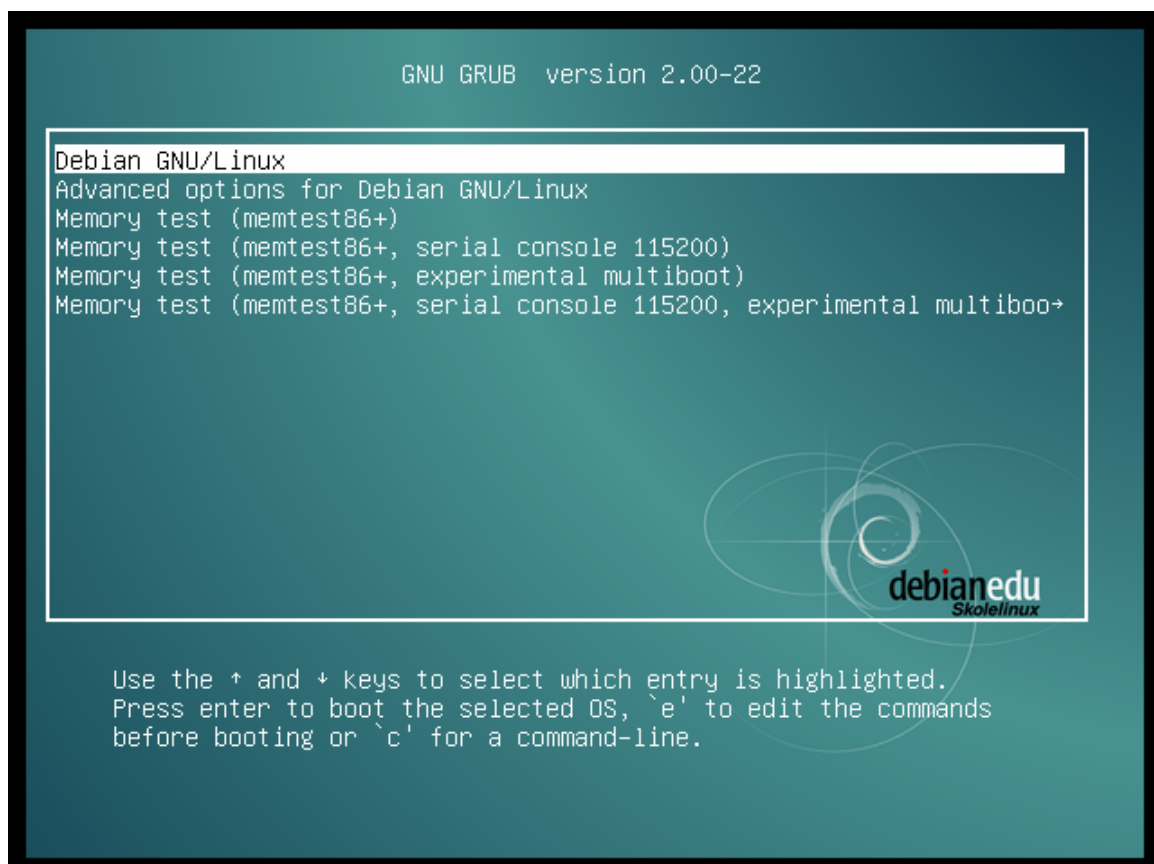 GNU GRUB version 2.00-22
Debian GNU/Linux
Advanced options for Debian GNU/Linux
Memory test (memtest86+)
Memory test (memtest86+, serial console 115200)
Memory test (memtest86+, experimental multiboot)
Memory test (memtest86+, serial console 115200, experimental multiboo→
debianedu
Skolelinux
Use the ↑ and ↓ keys to select which entry is highlighted.
Press enter to boot the selected OS, `e' to edit the commands
before booting or `c' for a command-line.